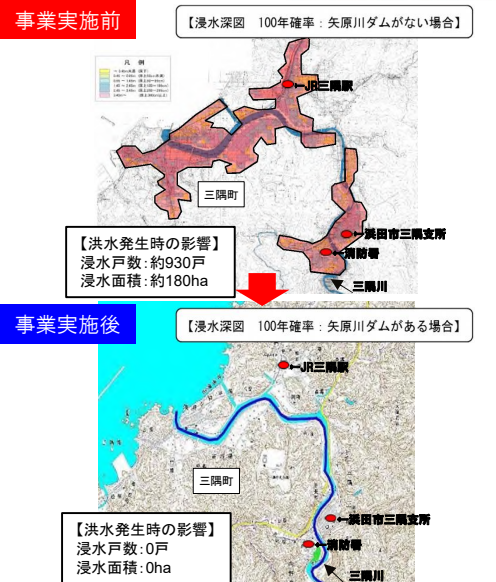 事業実施前
【浸水深図　100年確率：矢原川ダムがない場合】
凡 例
JR三隅駅
三隅町
浜田市三隅支所
消防署
三隅川
【洪水発生時の影響】
浸水戸数:約930戸
浸水面積:約180ha
事業実施後
【浸水深図　100年確率：矢原川ダムがある場合】
JR三隅駅
三隅町
浜田市三隅支所
消防署
三隅川
【洪水発生時の影響】
浸水戸数:0戸
浸水面積:0ha